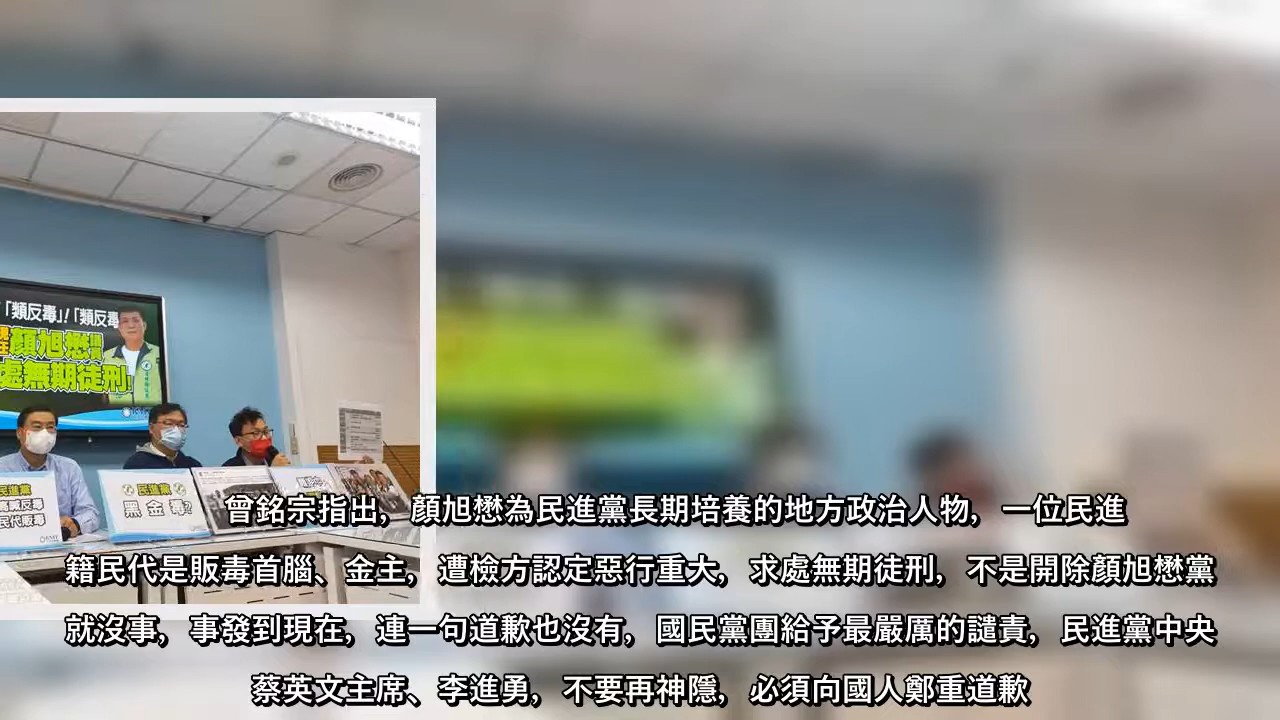 「類反毒」!「類反毒
顏旭懋
處無期徒刑
民進黨
民代販毒
民進黨
黑金毒?
曾銘宗指出，顏旭懋為民進黨長期培養的地方政治人物，一位民進
籍民代是販毒首腦、金主，遭檢方認定惡行重大，求處無期徒刑，不是開除顏旭懋黨
就沒事，事發到現在，連一句道歉也沒有，國民黨團給予最嚴厲的譴責，民進黨中央
蔡英文主席、李進勇，不要再神隱，必須向國人鄭重道歉